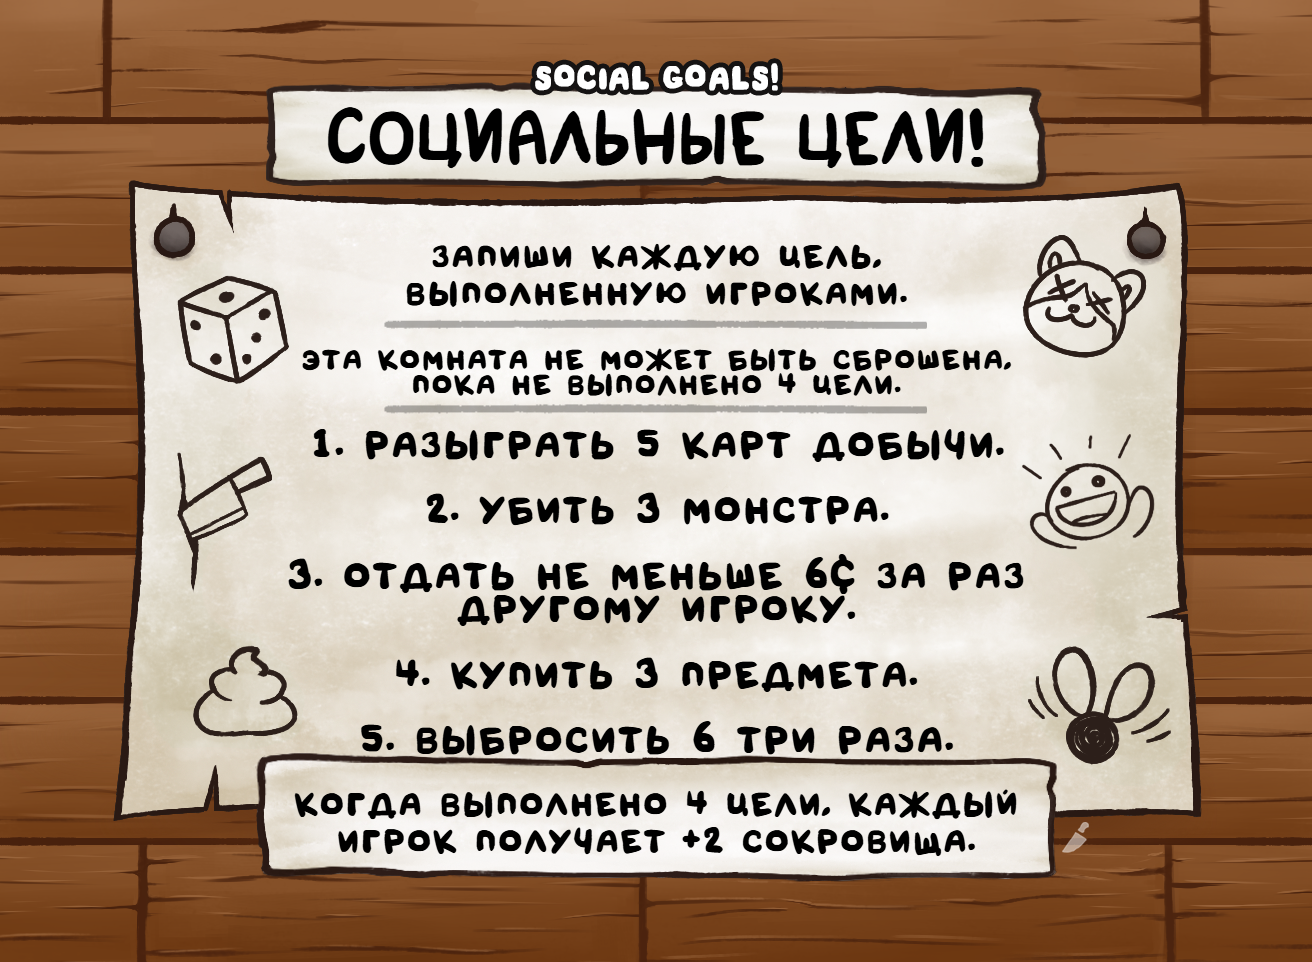 SOCIAL GOALS!
СОЦИАЛЬНЫЕ ЦЕЛИ!
ЗАПИШИ КАЖДУЮ ЦЕЛЬ,
ВЫПОЛНЕННУЮ ИГРОКАМИ.
ЭТА КОМНАТА НЕ МОЖЕТ БЫТЬ СБРОШЕНА,
ПОКА НЕ ВЫПОЛНЕНО 4 ЦЕЛИ.
1. РАЗЫГРАТЬ 5 КАРТ ДОБЫЧИ.
2. УБИТЬ 3 МОНСТРА.
3. ОТДАТЬ НЕ МЕНЬШЕ 6¢ ЗА РАЗ
ДРУГОМУ ИГРОКУ.
4. КУПИТЬ 3 ПРЕДМЕТА.
5. ВЫБРОСИТЬ 6 ТРИ РАЗА.
КОГДА ВЫПОЛНЕНО 4 ЦЕЛИ, КАЖДЫЙ
ИГРОК ПОЛУЧАЕТ +2 СОКРОВИЩА.